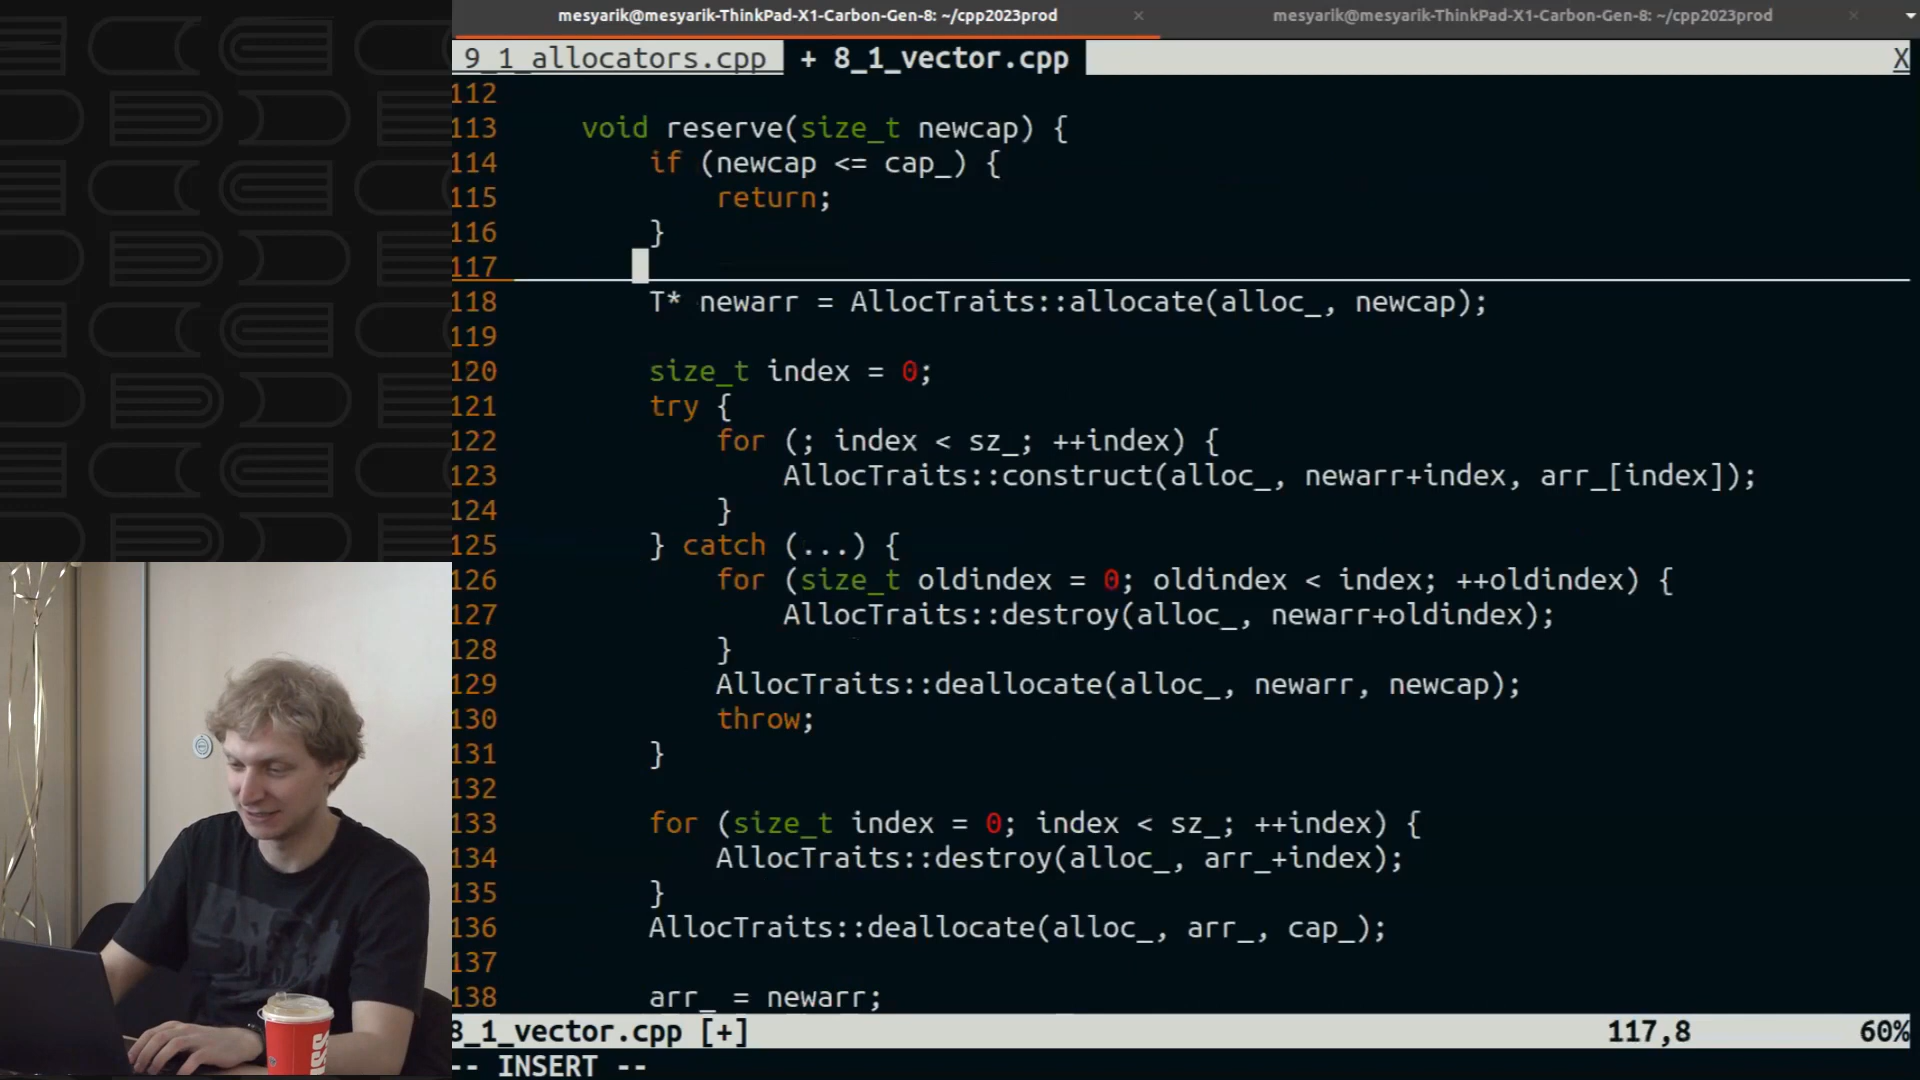 mesyarik@mesyarik-ThinkPad-X1-Carbon-Gen-8: ~/cpp2023prod × mesyarik@mesyarik-ThinkPad-X1-Carbon-Gen-8: ~/cpp2023prod ×
9_1_allocators.cpp + 8_1_vector.cpp X
112
113 void reserve(size_t newcap) {
114 if (newcap <= cap_) {
115 return;
116 }
117
118 T* newarr = AllocTraits::allocate(alloc_, newcap);
119
120 size_t index = 0;
121 try {
122 for (; index < sz_; ++index) {
123 AllocTraits::construct(alloc_, newarr+index, arr_[index]);
124 }
125 } catch (...) {
126 for (size_t oldindex = 0; oldindex < index; ++oldindex) {
127 AllocTraits::destroy(alloc_, newarr+oldindex);
128 }
129 AllocTraits::deallocate(alloc_, newarr, newcap);
130 throw;
131 }
132
133 for (size_t index = 0; index < sz_; ++index) {
134 AllocTraits::destroy(alloc_, arr_+index);
135 }
136 AllocTraits::deallocate(alloc_, arr_, cap_);
137
138 arr_ = newarr;
8_1_vector.cpp [+] 117,8 60%
-- INSERT --